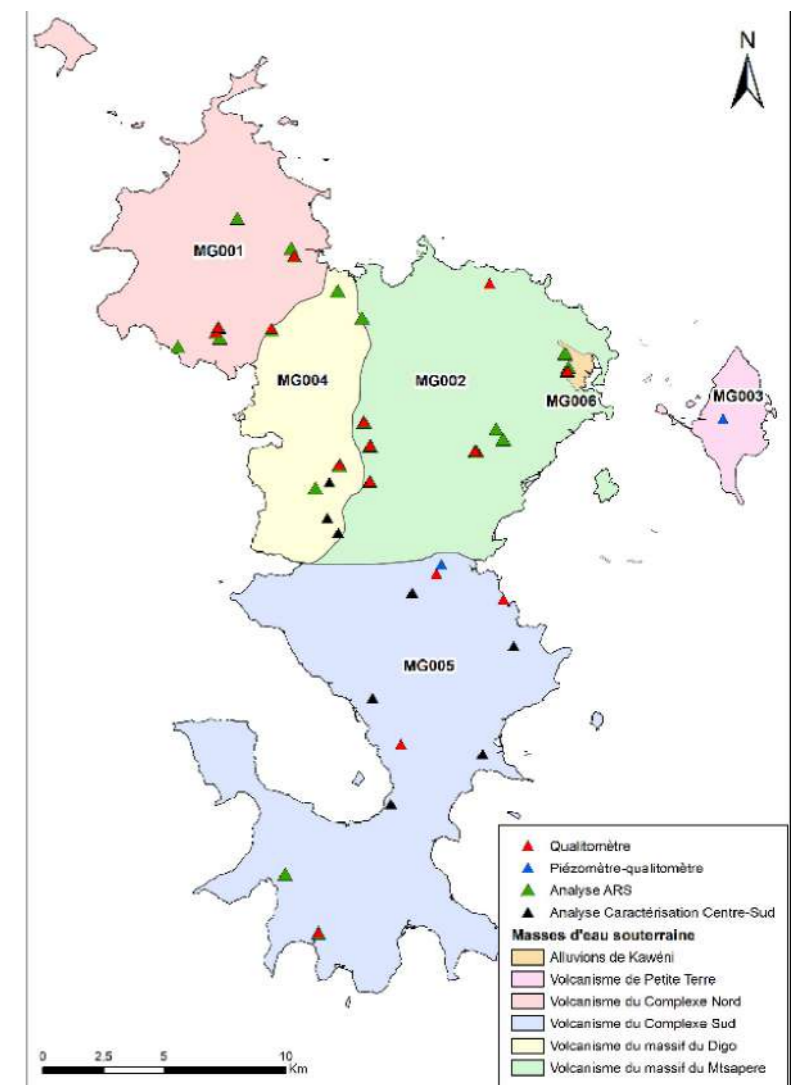 N
MG001
MG004
MG002
MG006
MG003
MG005
Qualitomètre
Piézomètre-qualitomètre
Analyse ARS
Analyse Caractérisation Centre-Sud
Masses d'eau souterraine
Alluvions de Kawéni
Volcanisme de Petite Terre
Volcanisme du Complexe Nord
Volcanisme du Complexe Sud
Volcanisme du massif du Digo
Volcanisme du massif du Mtsapere
0 2.5 5 10
Km